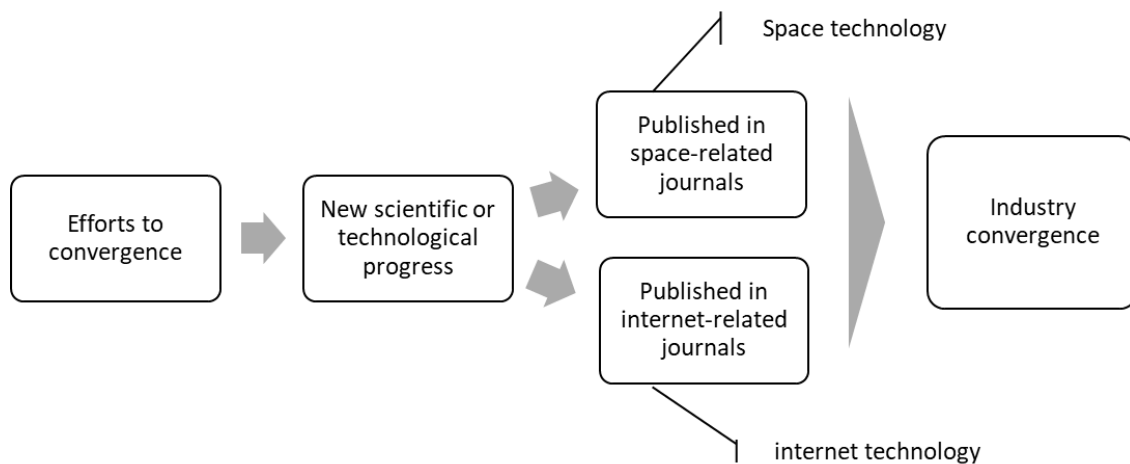 Space technology
Efforts to
convergence
New scientific or
technological
progress
Published in
space-related
journals
Published in
internet-related
journals
Industry
convergence
internet technology